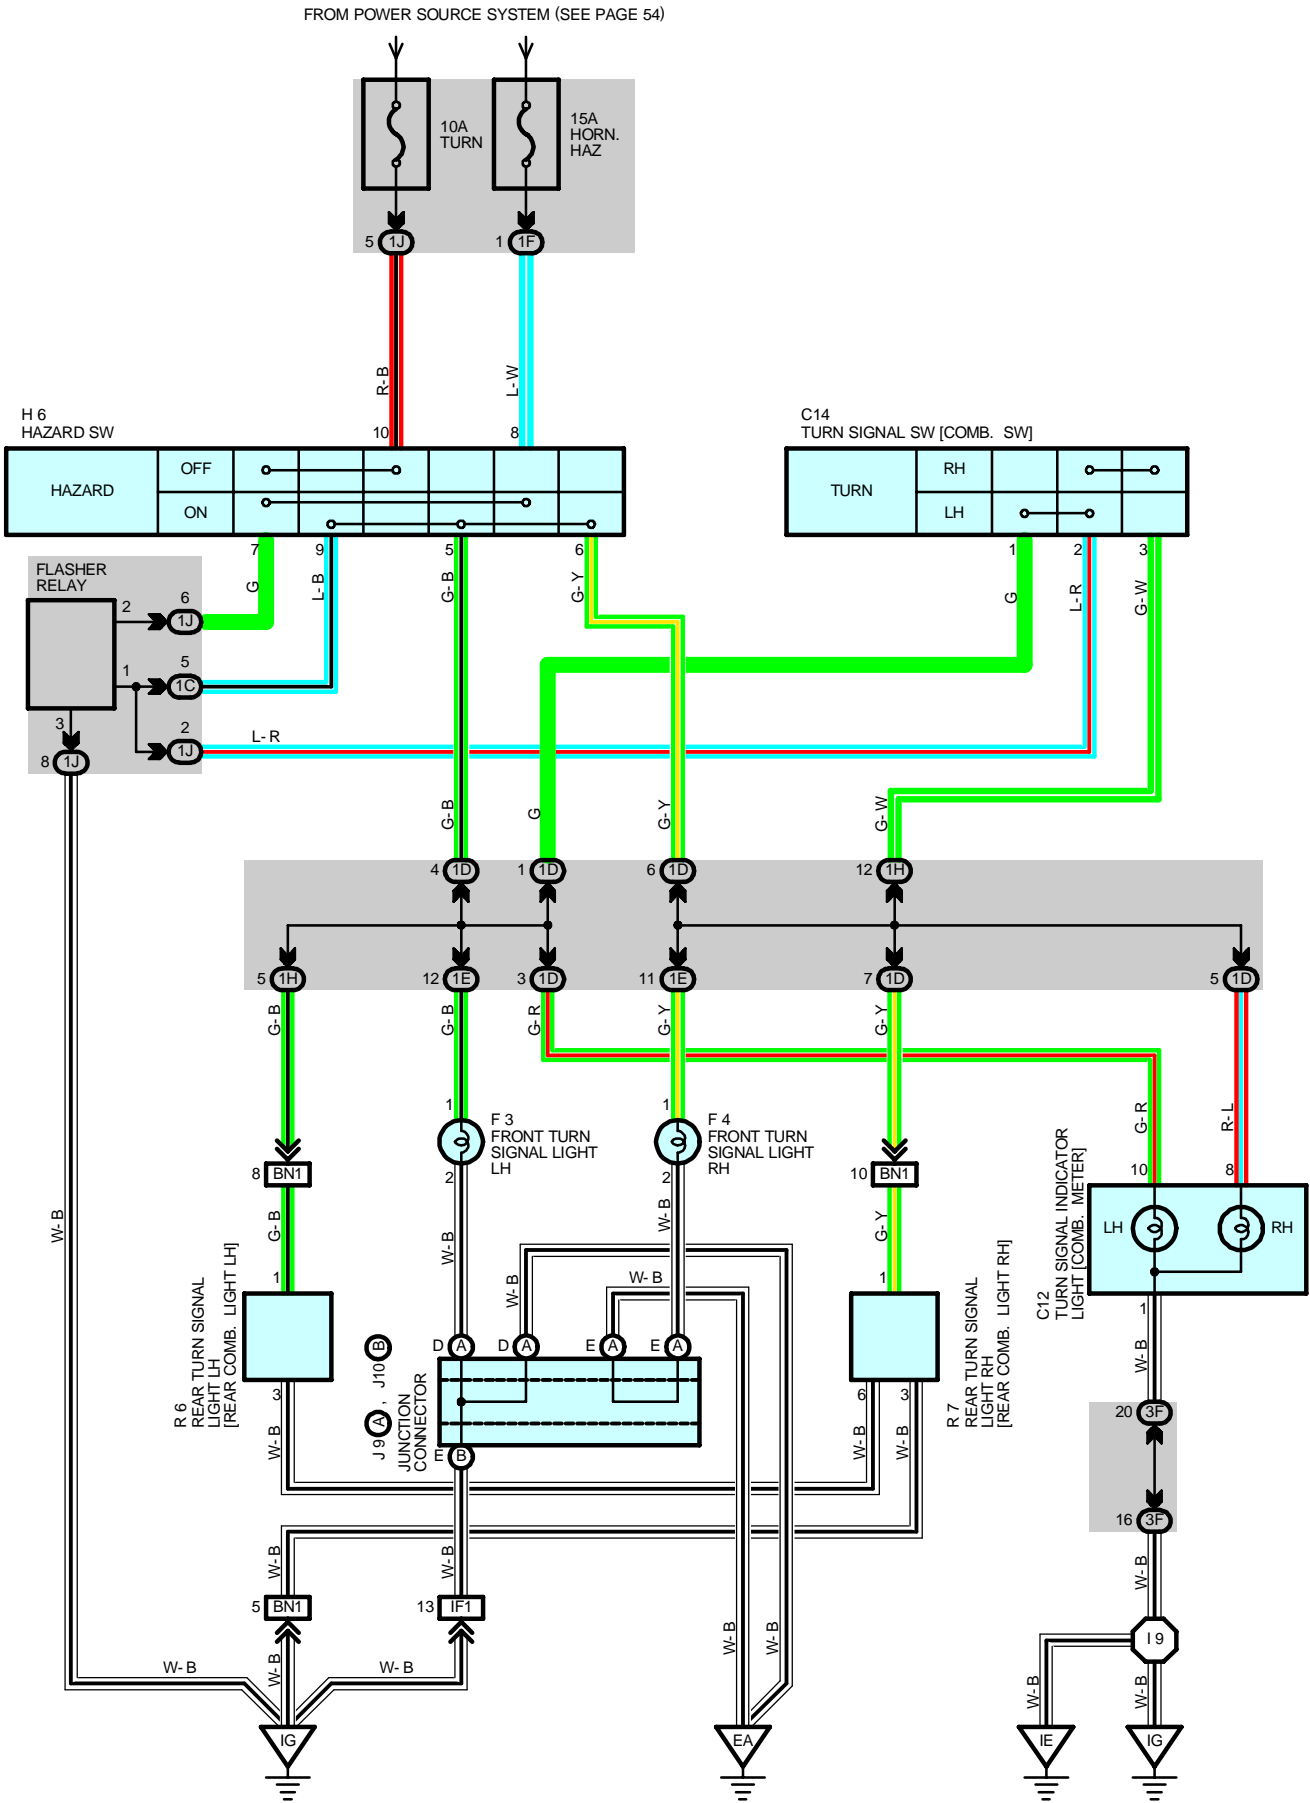 FROM POWER SOURCE SYSTEM (SEE PAGE 54)
10A
TURN
15A
HORN.
HAZ
5 1J
1 1F
R-B
L-W
H 6
HAZARD SW
10
8
C14
TURN SIGNAL SW [COMB. SW]
HAZARD
OFF
ON
TURN
RH
LH
7
9
5
6
1
2
3
FLASHER
RELAY
G
L-B
G-B
G-Y
G
L-R
G-W
2
6
1J
1
5
1C
2
1J
L-R
3
8 1J
G-B
G
G-Y
G-W
4 1D
1 1D
6 1D
12 1H
5 1H
12 1E
3 1D
11 1E
7 1D
5 1D
G-B
G-B
G-R
G-Y
G-Y
G-R
R-L
1
F 3
FRONT TURN
SIGNAL LIGHT
LH
2
1
F 4
FRONT TURN
SIGNAL LIGHT
RH
2
8 BN1
10 BN1
10
8
C12
TURN SIGNAL INDICATOR
LIGHT [COMB. METER]
LH
RH
1
W-B
G-B
W-B
W-B
G-Y
W-B
W-B
1
R 6
REAR TURN SIGNAL
LIGHT LH
[REAR COMB. LIGHT LH]
3
1
R 7
REAR TURN SIGNAL
LIGHT RH
[REAR COMB. LIGHT RH]
6
3
D A
D A
E A
E A
J 9 A , J10 B
JUNCTION
CONNECTOR
E B
W-B
W-B
W-B
W-B
20 3F
16 3F
W-B
W-B
W-B
5 BN1
13 IF1
I 9
W-B
W-B
W-B
W-B
W-B
W-B
W-B
IG
EA
IE
IG